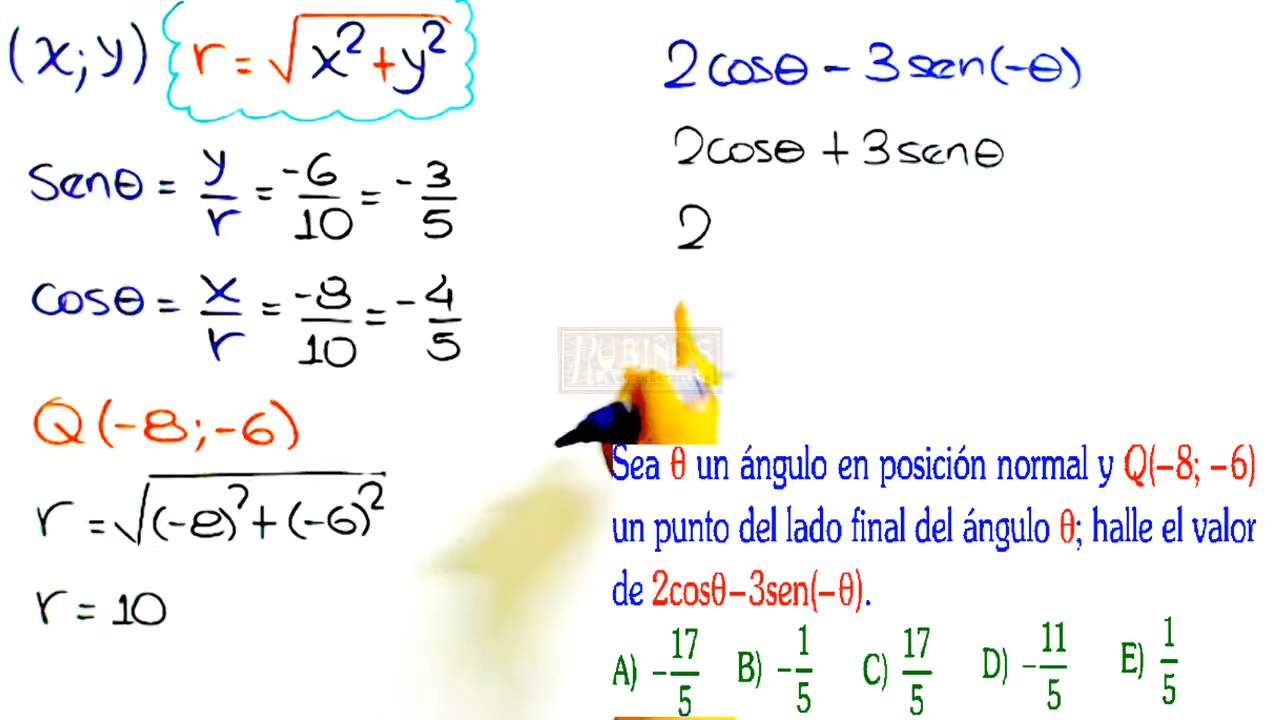 (x;y) r = √x²+y²
senθ = y/r = -6/10 = -3/5
cosθ = x/r = -8/10 = -4/5
Q(-8;-6)
r = √(-8)²+(-6)²
r = 10
2cosθ - 3sen(-θ)
2cosθ + 3senθ
2
RUBIÑOS
Sea θ un ángulo en posición normal y Q(-8; -6)
un punto del lado final del ángulo θ; halle el valor
de 2cosθ-3sen(-θ).
A) -17/5 B) -1/5 C) 17/5 D) -11/5 E) 1/5